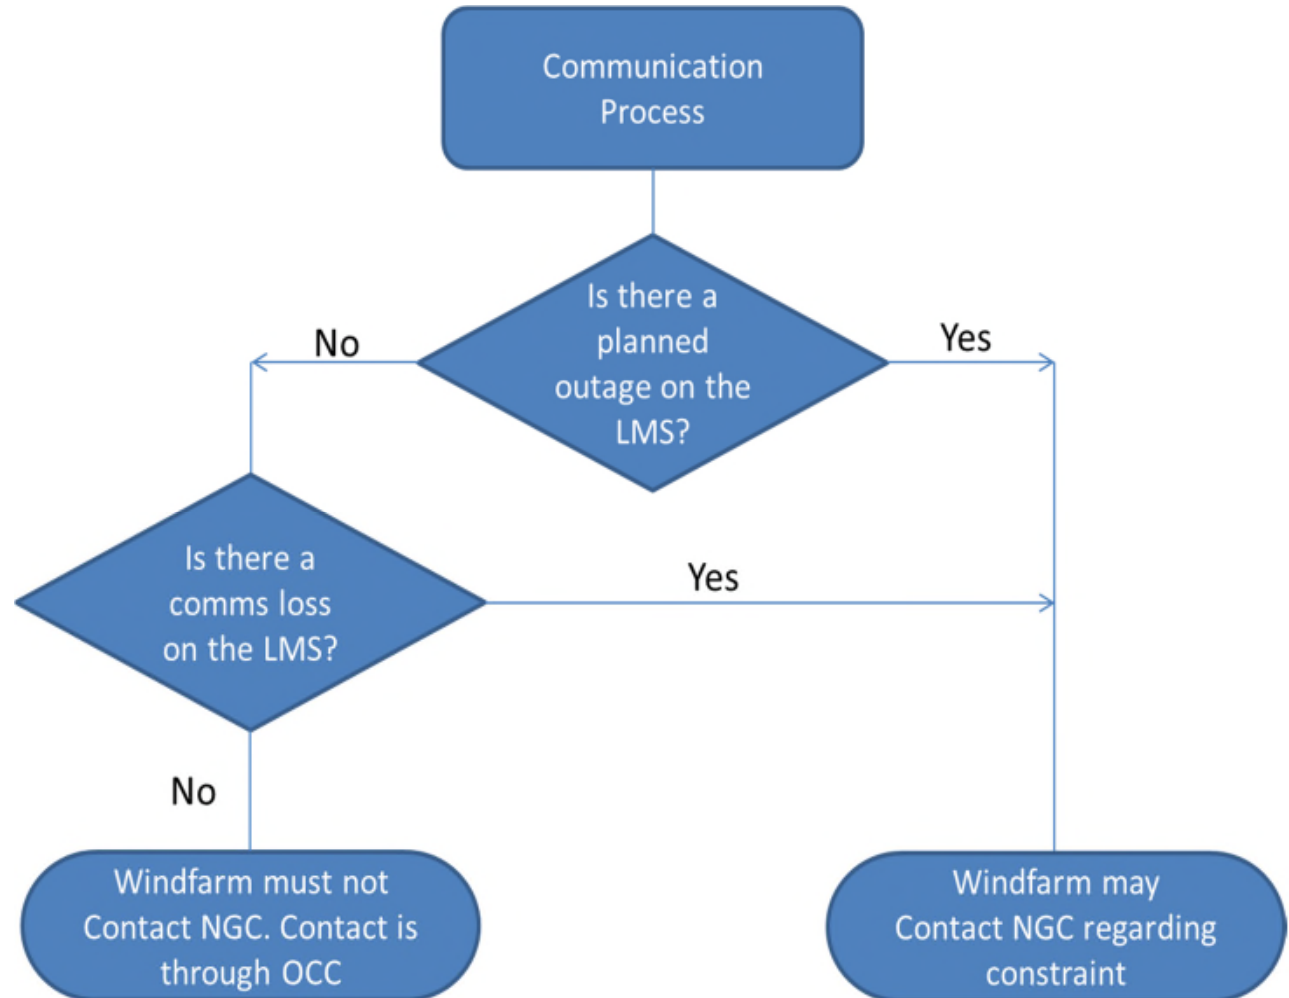 Communication
Process
Is there a
planned
outage on the
LMS?
No
Yes
Is there a
comms loss
on the LMS?
Yes
No
Windfarm must not
Contact NGC. Contact is
through OCC
Windfarm may
Contact NGC regarding
constraint